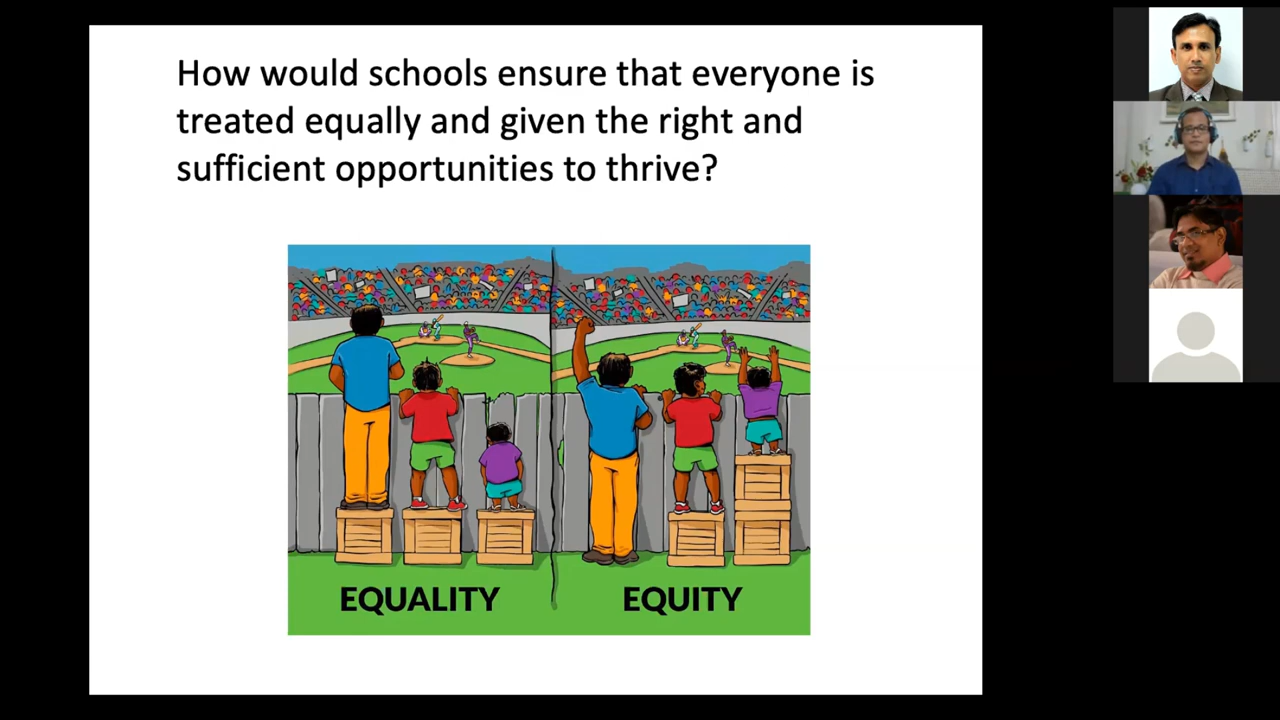 How would schools ensure that everyone is
treated equally and given the right and
sufficient opportunities to thrive?
EQUALITY
EQUITY